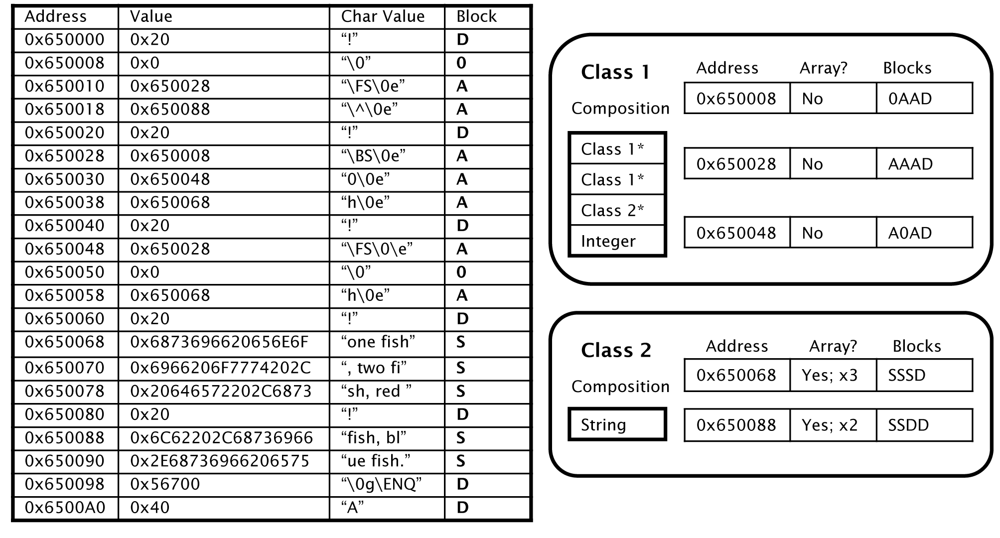 Address Value Char Value Block
0x650000 0x20 “!” D
0x650008 0x0 “\0” 0
0x650010 0x650028 “\FS\0e” A
0x650018 0x650088 “\^\0e” A
0x650020 0x20 “!” D
0x650028 0x650008 “\BS\0e” A
0x650030 0x650048 “0\0e” A
0x650038 0x650068 “h\0e” A
0x650040 0x20 “!” D
0x650048 0x650028 “\FS\0\e” A
0x650050 0x0 “\0” 0
0x650058 0x650068 “h\0e” A
0x650060 0x20 “!” D
0x650068 0x6873696620656E6F “one fish” S
0x650070 0x6966206F7774202C “, two fi” S
0x650078 0x20646572202C6873 “sh, red ” S
0x650080 0x20 “!” D
0x650088 0x6C62202C68736966 “fish, bl” S
0x650090 0x2E68736966206575 “ue fish.” S
0x650098 0x56700 “\0g\ENQ” D
0x6500A0 0x40 “A” D
Class 1
Composition
Class 1*
Class 1*
Class 2*
Integer
Address Array? Blocks
0x650008 No 0AAD
0x650028 No AAAD
0x650048 No A0AD
Class 2
Composition
String
Address Array? Blocks
0x650068 Yes; x3 SSSD
0x650088 Yes; x2 SSDD